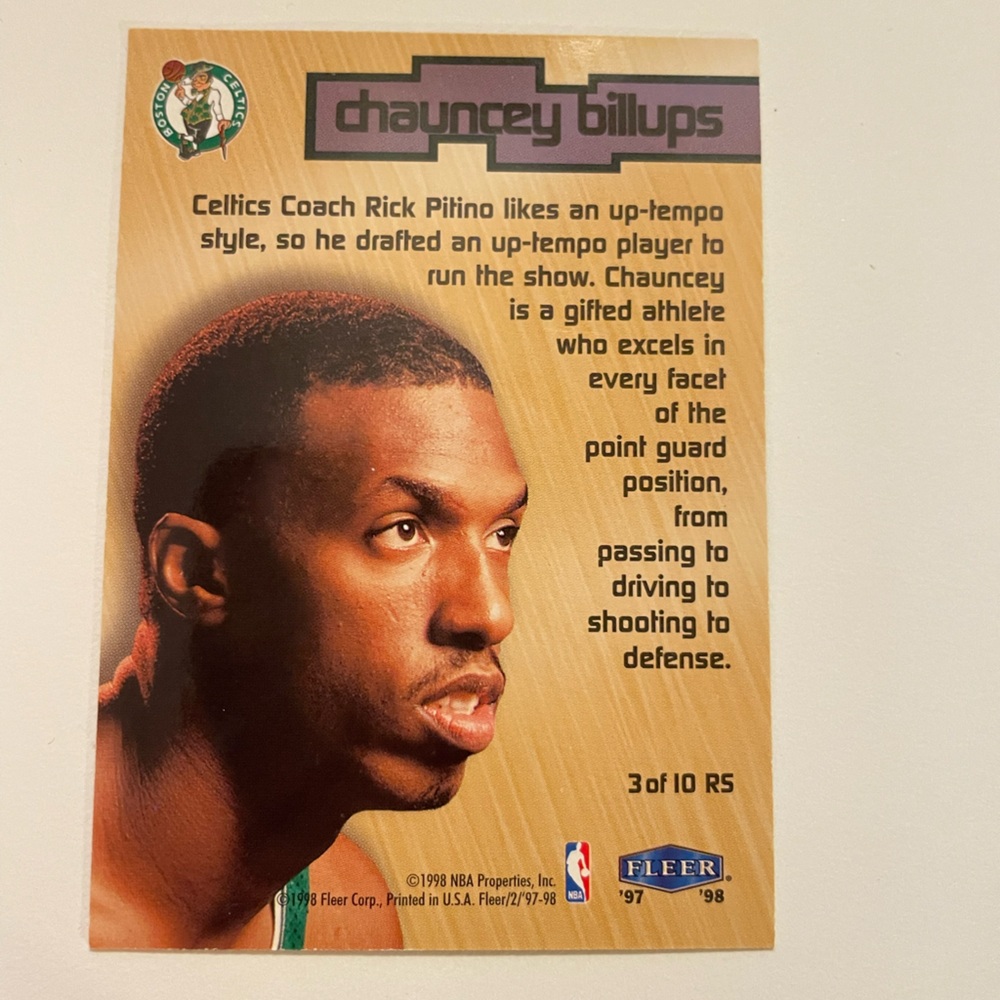 BOSTON CELTICS
chauncey billups
Celtics Coach Rick Pitino likes an up-tempo
style, so he drafted an up-tempo player to
run the show. Chauncey
is a gifted athlete
who excels in
every facet
of the
point guard
position,
from
passing to
driving to
shooting to
defense.
3 of 10 RS
©1998 NBA Properties, Inc.
©1998 Fleer Corp., Printed in U.S.A. Fleer/2/'97-98
NBA
FLEER®
'97 '98